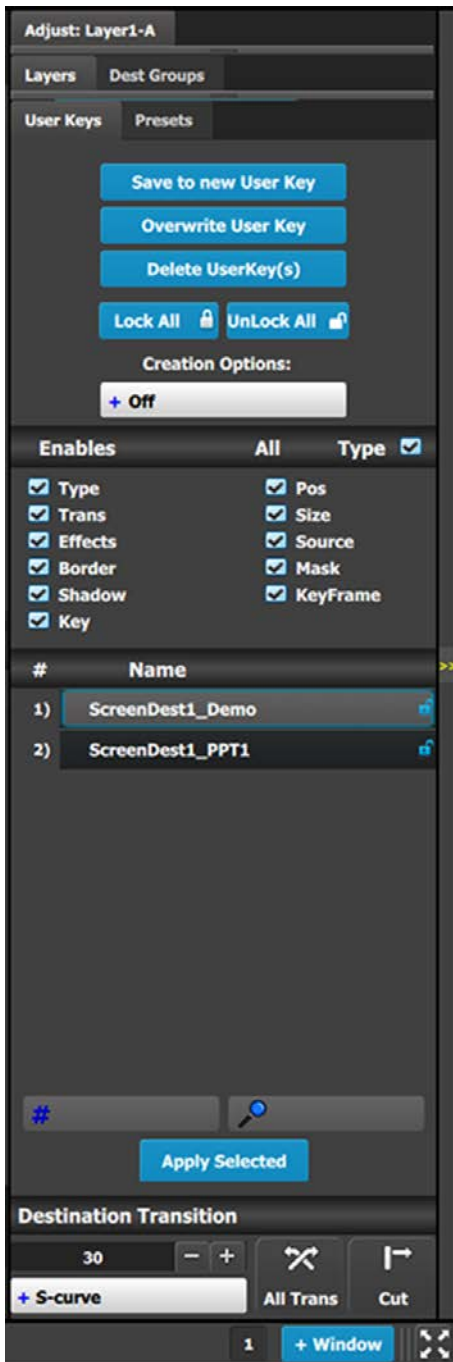 Adjust: Layer1-A
Layers Dest Groups
User Keys Presets
Save to new User Key
Overwrite User Key
Delete UserKey(s)
Lock All UnLock All
Creation Options:
+ Off
Enables All Type
Type Pos
Trans Size
Effects Source
Border Mask
Shadow KeyFrame
Key
# Name
>>
1) ScreenDest1_Demo
2) ScreenDest1_PPT1
#
Apply Selected
Destination Transition
30 - +
+ S-curve All Trans Cut
1 + Window